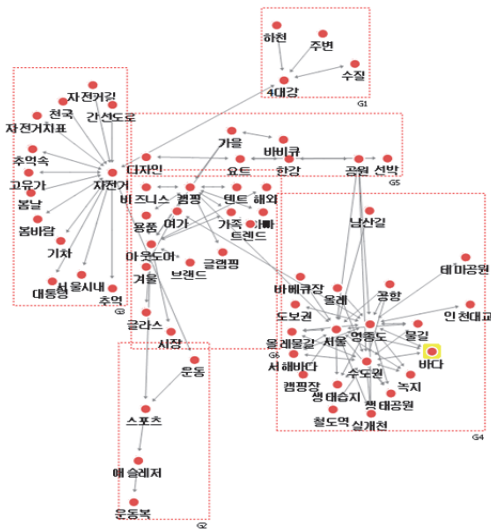 하천
주변
수질
4대강
G1
자전거길
천국
간선도로
자전거지표
추억속
고유가
자전거
봄날
봄바람
기차
대통령
서울시내
추억
G3
가을
바비큐
디자인
요트
한강
공원
선박
G5
비즈니스
캠핑
텐트
해외
용품
여가
가족
트렌드
아웃도어
글램핑
브랜드
겨울
글라스
시장
G6
남산길
테마공원
바베큐장
올레
공항
도보권
인천대교
올레물길
서울
영종도
물길
서해바다
수도권
바다
캠핑장
녹지
생태습지
생태공원
철도역
실개천
G4
운동
스포츠
애슬레저
운동복
G2